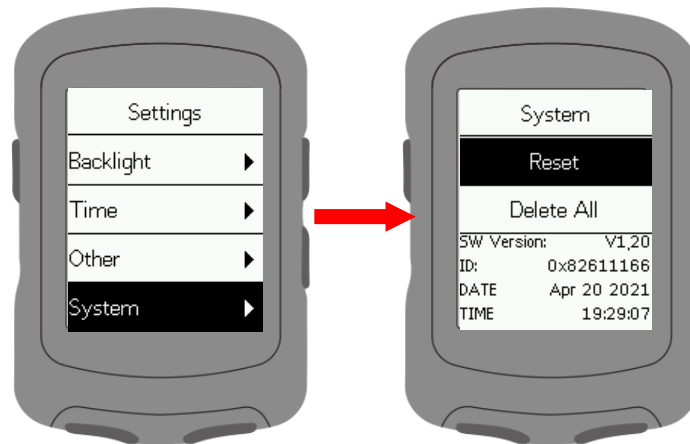 Settings
Backlight
Time
Other
System
System
Reset
Delete All
SW Version: V1,20
ID: 0x82611166
DATE Apr 20 2021
TIME 19:29:07